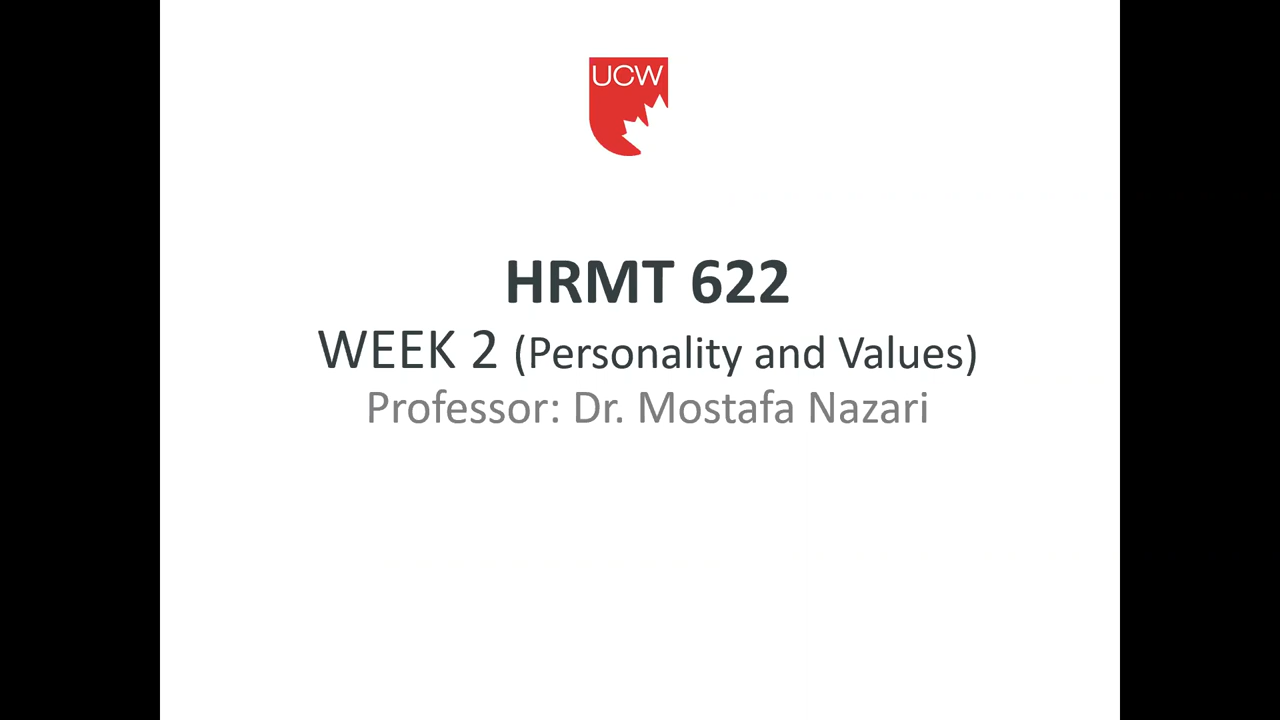 UCW
HRMT 622
WEEK 2 (Personality and Values)
Professor: Dr. Mostafa Nazari